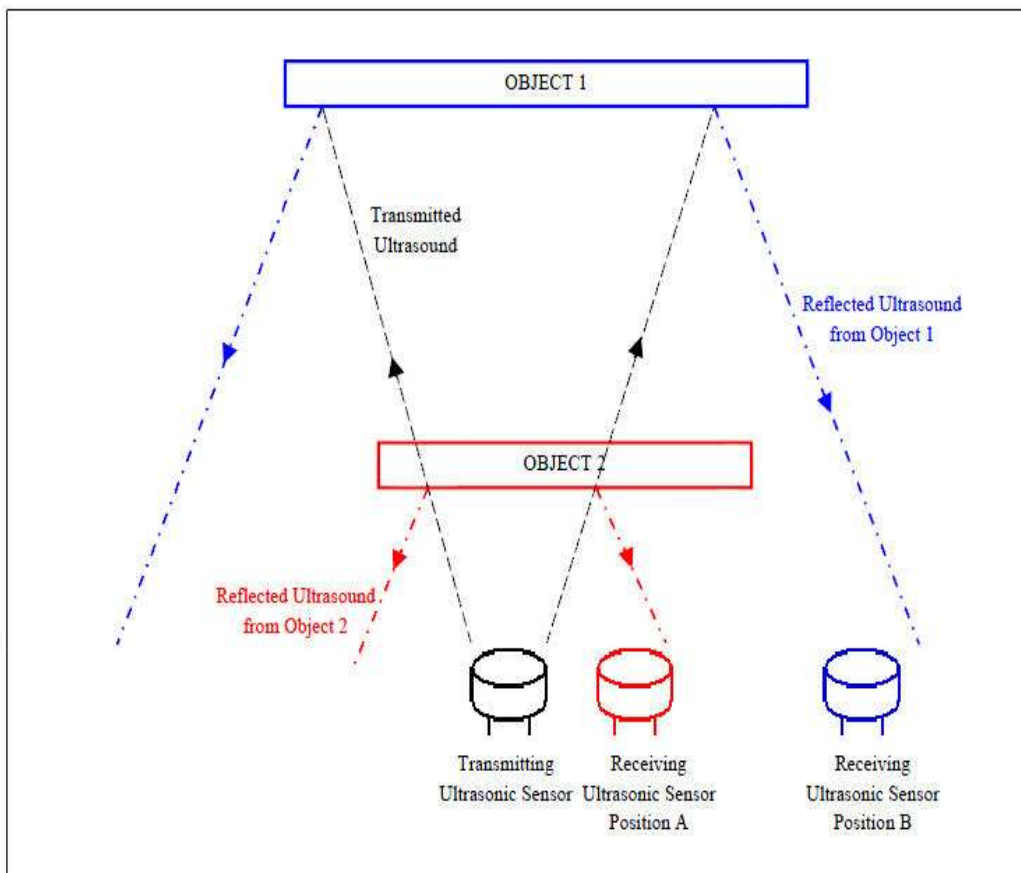 OBJECT 1
Transmitted
Ultrasound
Reflected Ultrasound
from Object 1
OBJECT 2
Reflected Ultrasound
from Object 2
Transmitting
Ultrasonic Sensor
Receiving
Ultrasonic Sensor
Position A
Receiving
Ultrasonic Sensor
Position B